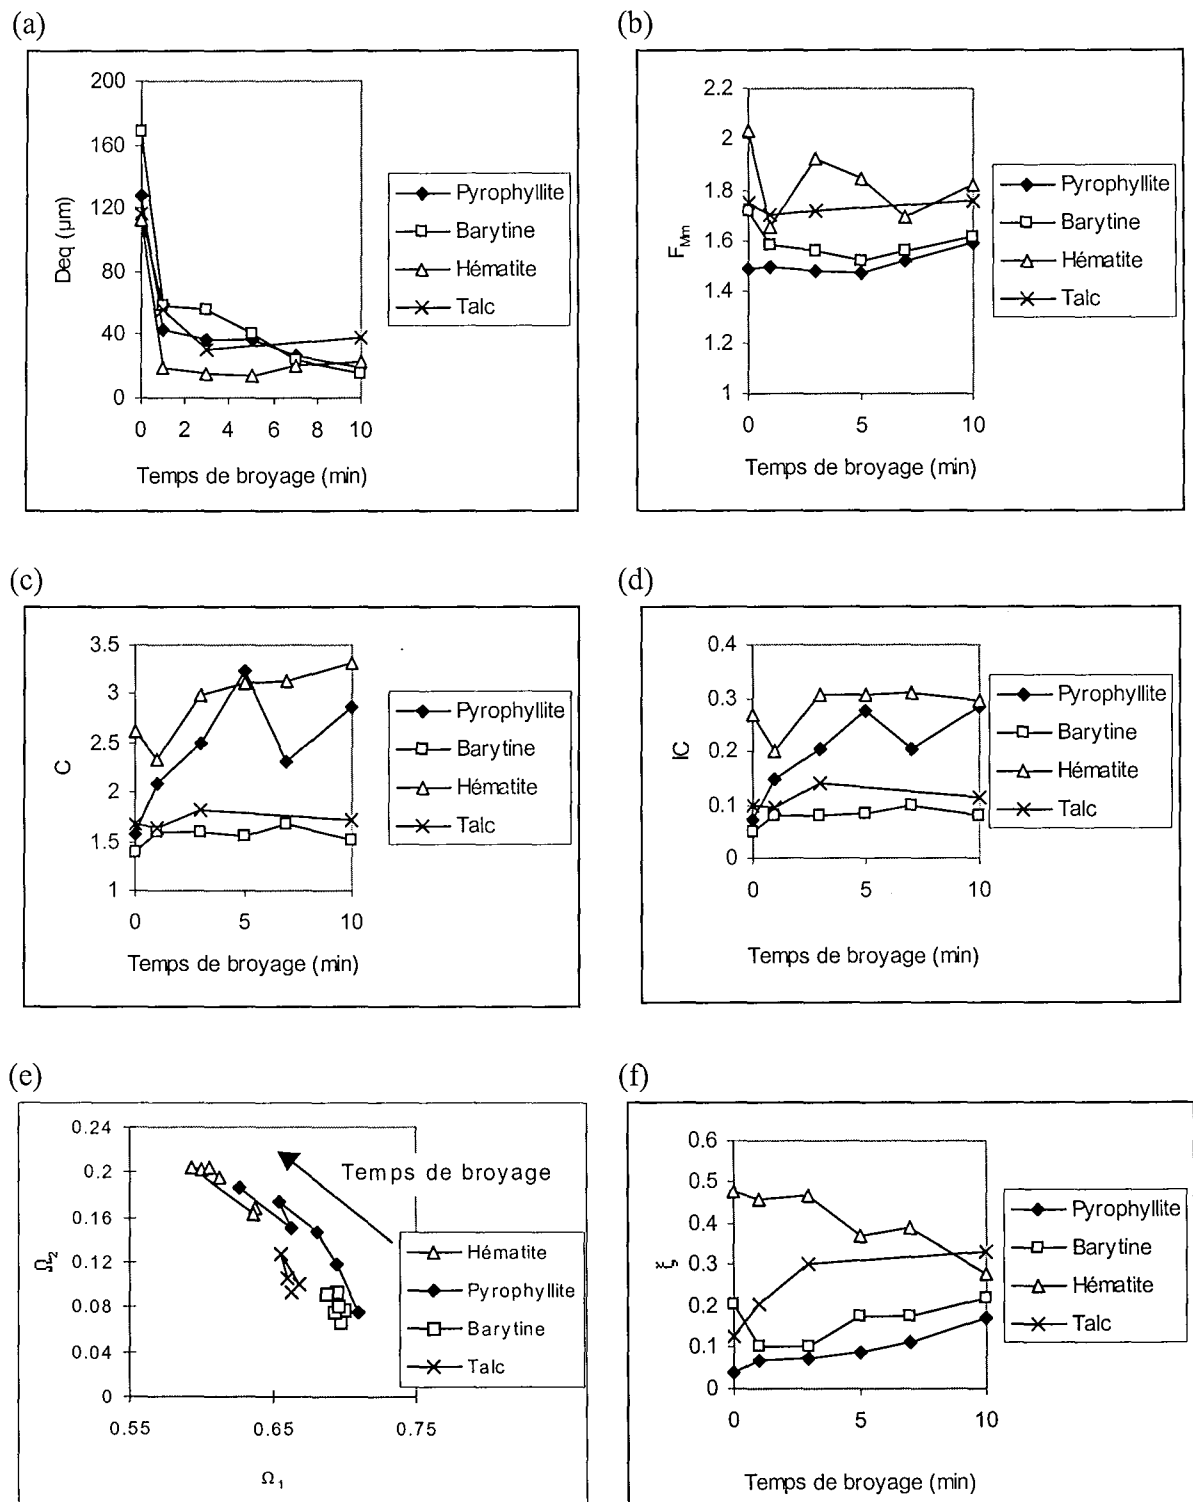 (a)
200
160
120
80
40
0
Deq (µm)
0 2 4 6 8 10
Temps de broyage (min)
Pyrophyllite
Barytine
Hématite
Talc
(b)
2.2
2
1.8
1.6
1.4
1.2
1
F_Mm
0 5 10
Temps de broyage (min)
Pyrophyllite
Barytine
Hématite
Talc
(c)
3.5
3
2.5
2
1.5
1
C
0 5 10
Temps de broyage (min)
Pyrophyllite
Barytine
Hématite
Talc
(d)
0.4
0.3
0.2
0.1
0
IC
0 5 10
Temps de broyage (min)
Pyrophyllite
Barytine
Hématite
Talc
(e)
0.24
0.2
0.16
0.12
0.08
0.04
0
Ω₂
Temps de broyage
0.55 0.65 0.75
Ω₁
Hématite
Pyrophyllite
Barytine
Talc
(f)
0.6
0.5
0.4
0.3
0.2
0.1
0
ξ
0 5 10
Temps de broyage (min)
Pyrophyllite
Barytine
Hématite
Talc